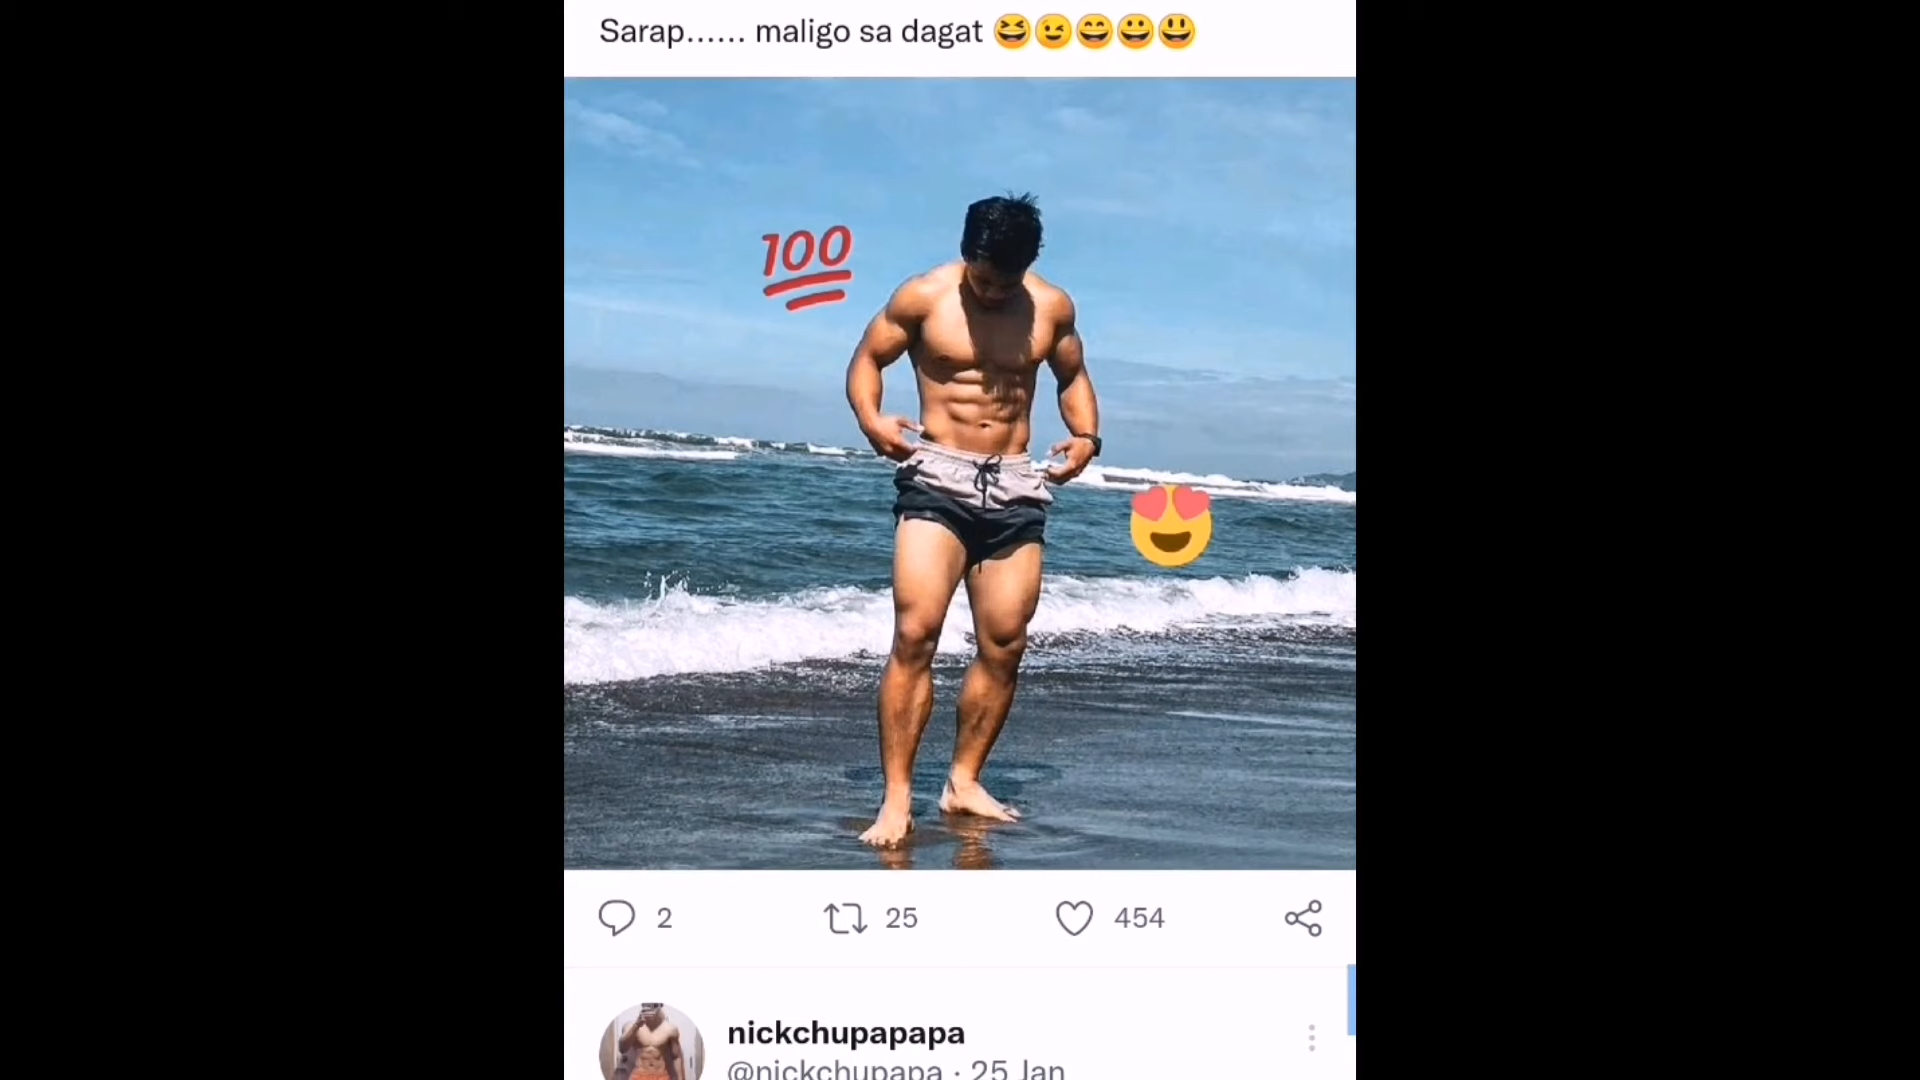 Sarap...... maligo sa dagat 😆😉😄😀😃
100
2
25
454
nickchupapapa
@nickchupapa · 25 Jan